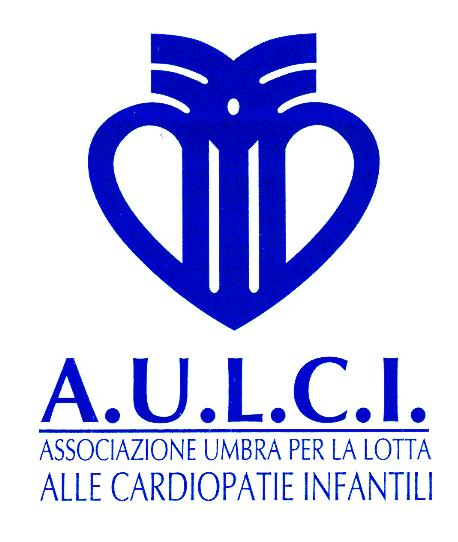 A.U.L.C.I.
ASSOCIAZIONE UMBRA PER LA LOTTA
ALLE CARDIOPATIE INFANTILI